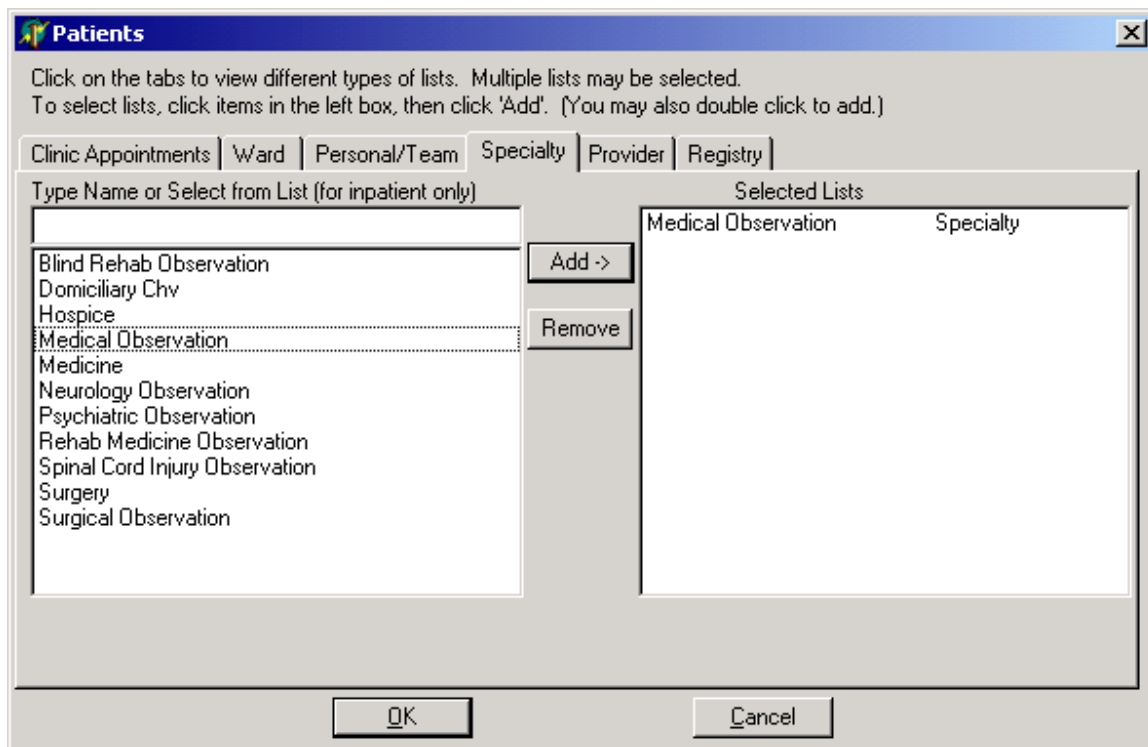 Patients
Click on the tabs to view different types of lists.  Multiple lists may be selected.
To select lists, click items in the left box, then click 'Add'.  (You may also double click to add.)
Clinic Appointments Ward Personal/Team Specialty Provider Registry
Type Name or Select from List (for inpatient only)
Blind Rehab Observation
Domiciliary Chv
Hospice
Medical Observation
Medicine
Neurology Observation
Psychiatric Observation
Rehab Medicine Observation
Spinal Cord Injury Observation
Surgery
Surgical Observation
Add ->
Remove
Selected Lists
Medical Observation Specialty
OK
Cancel